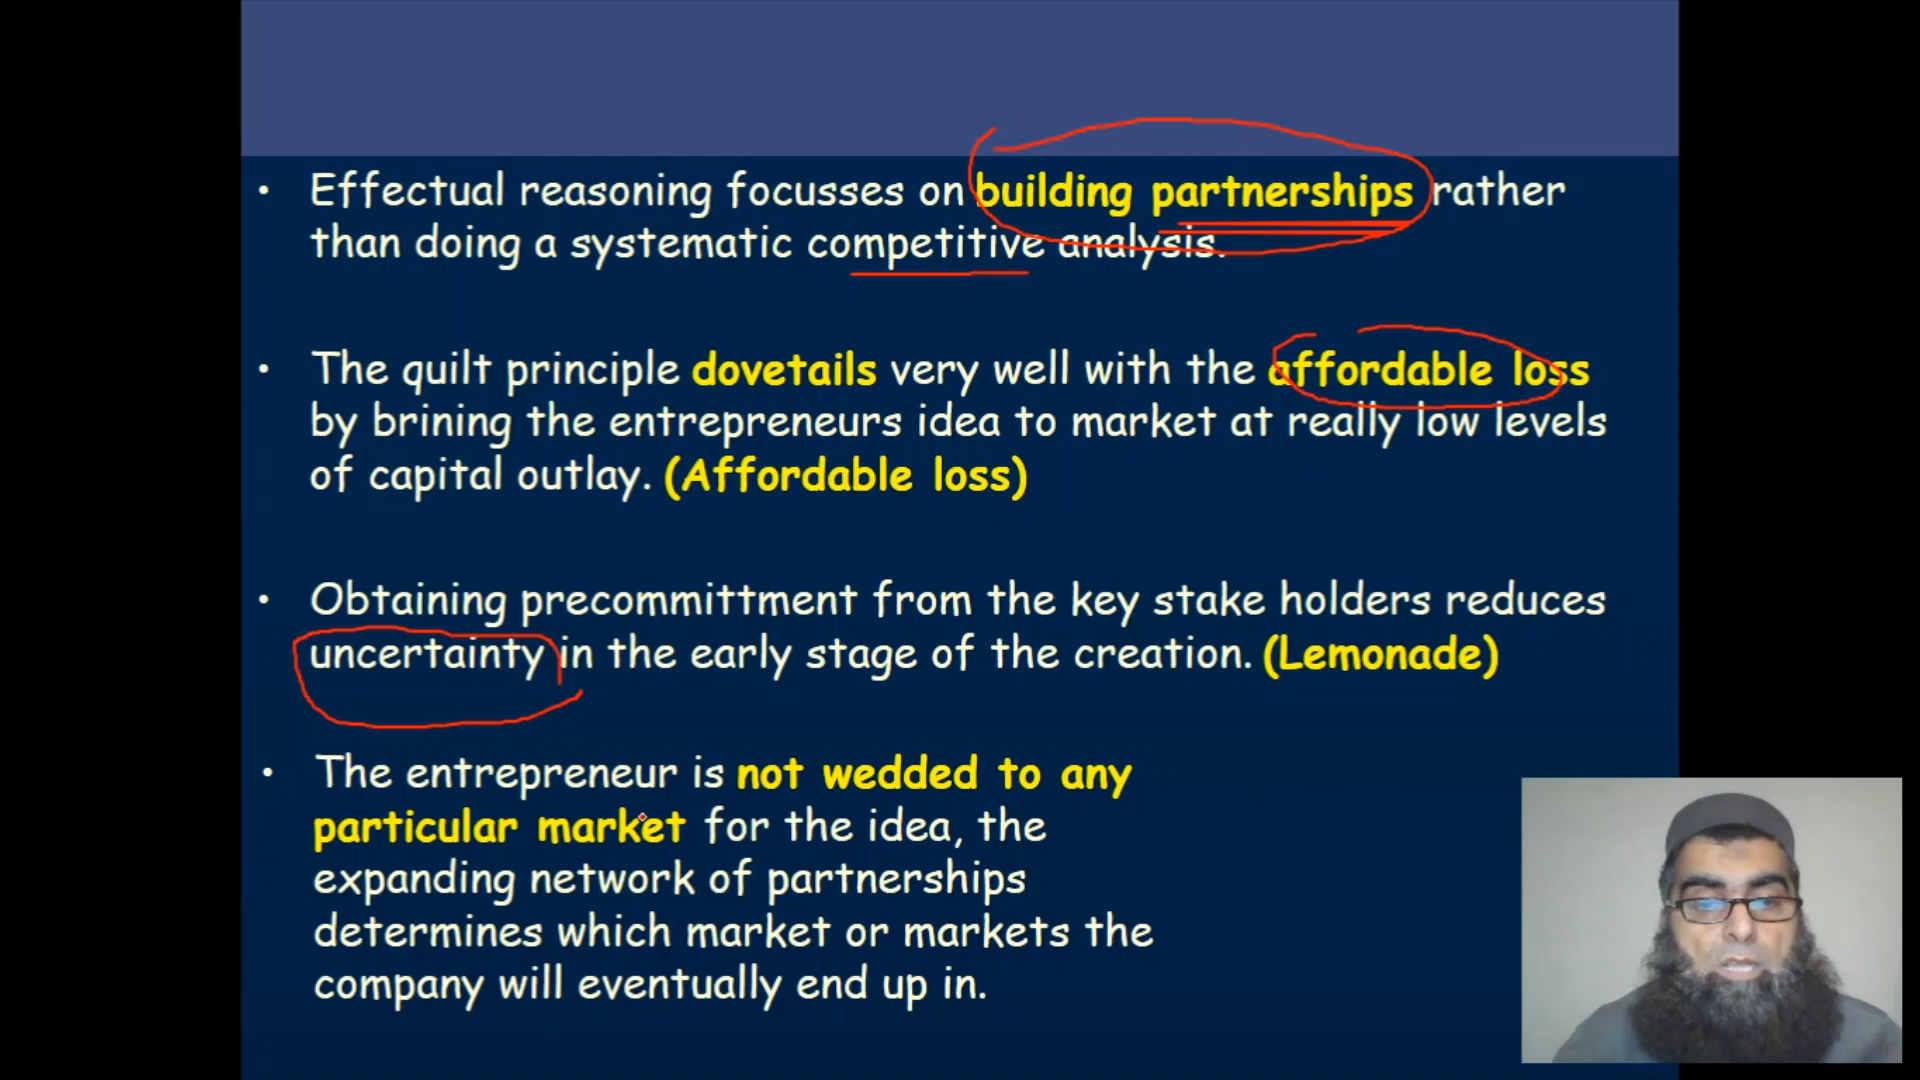 • Effectual reasoning focusses on building partnerships rather
than doing a systematic competitive analysis.
• The quilt principle dovetails very well with the affordable loss
by brining the entrepreneurs idea to market at really low levels
of capital outlay. (Affordable loss)
• Obtaining precommittment from the key stake holders reduces
uncertainty in the early stage of the creation. (Lemonade)
• The entrepreneur is not wedded to any
particular market for the idea, the
expanding network of partnerships
determines which market or markets the
company will eventually end up in.